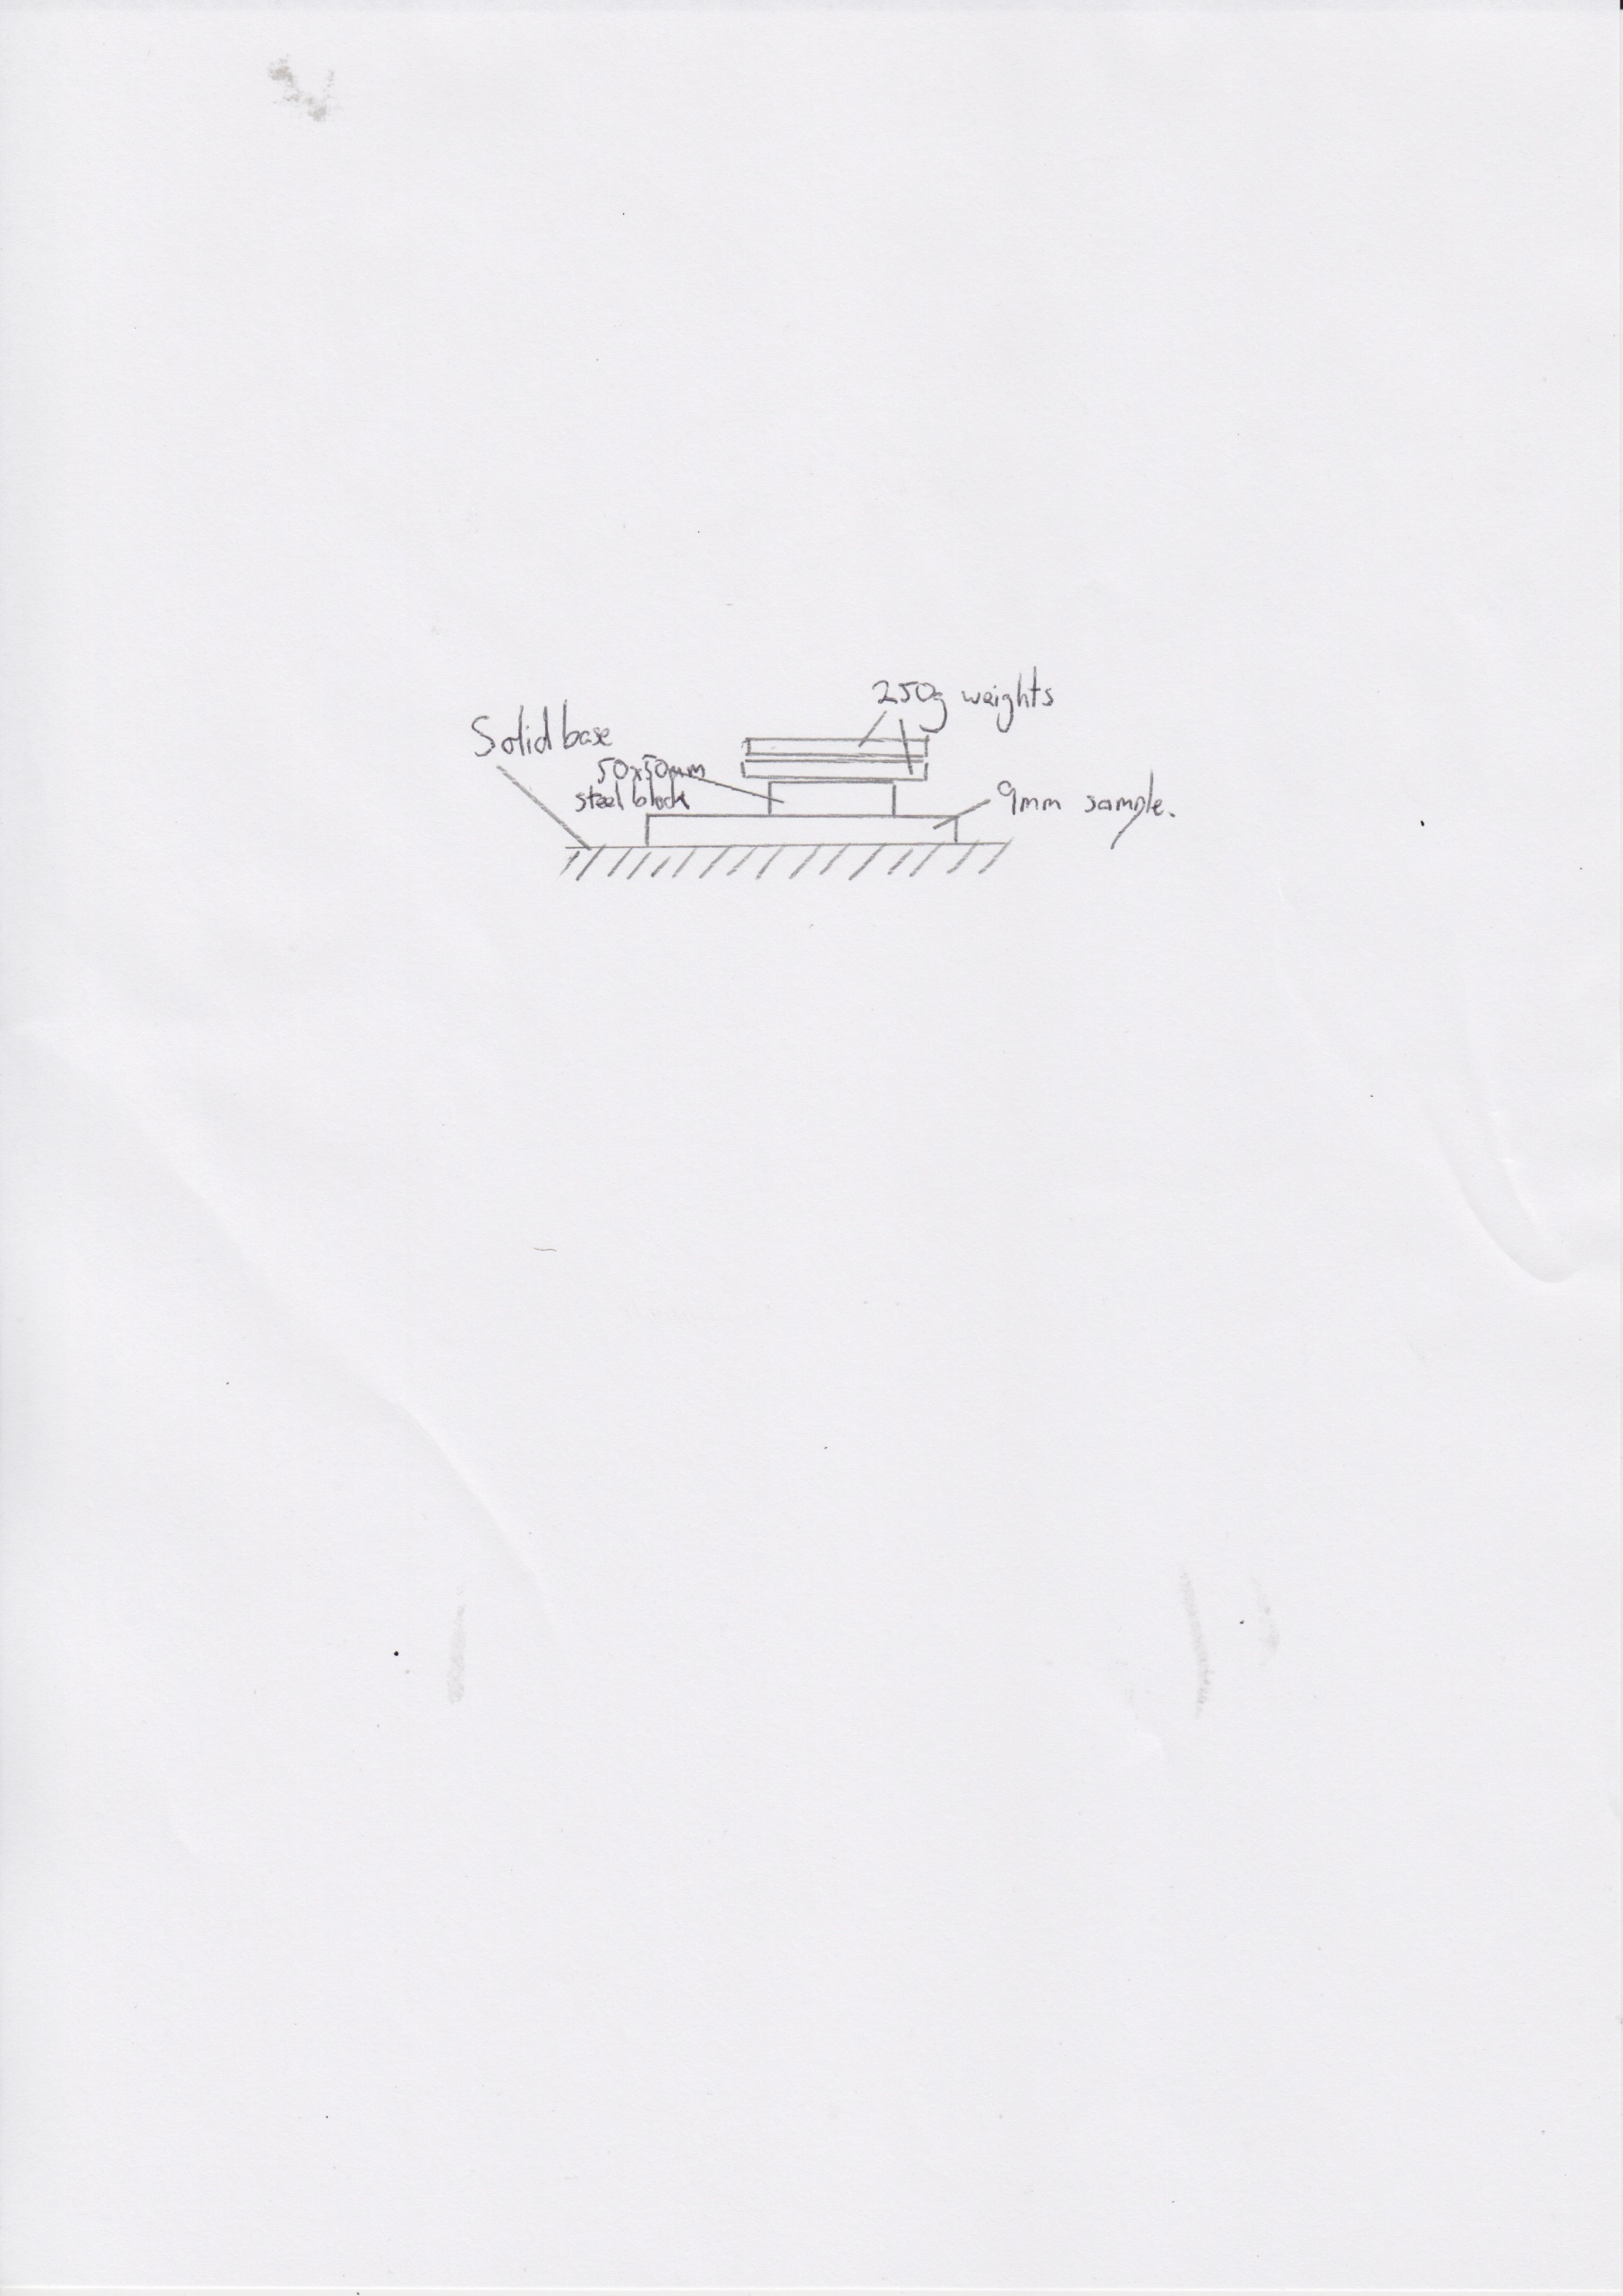 250g weights
Solid base
50x50mm
steel block
9mm sample.